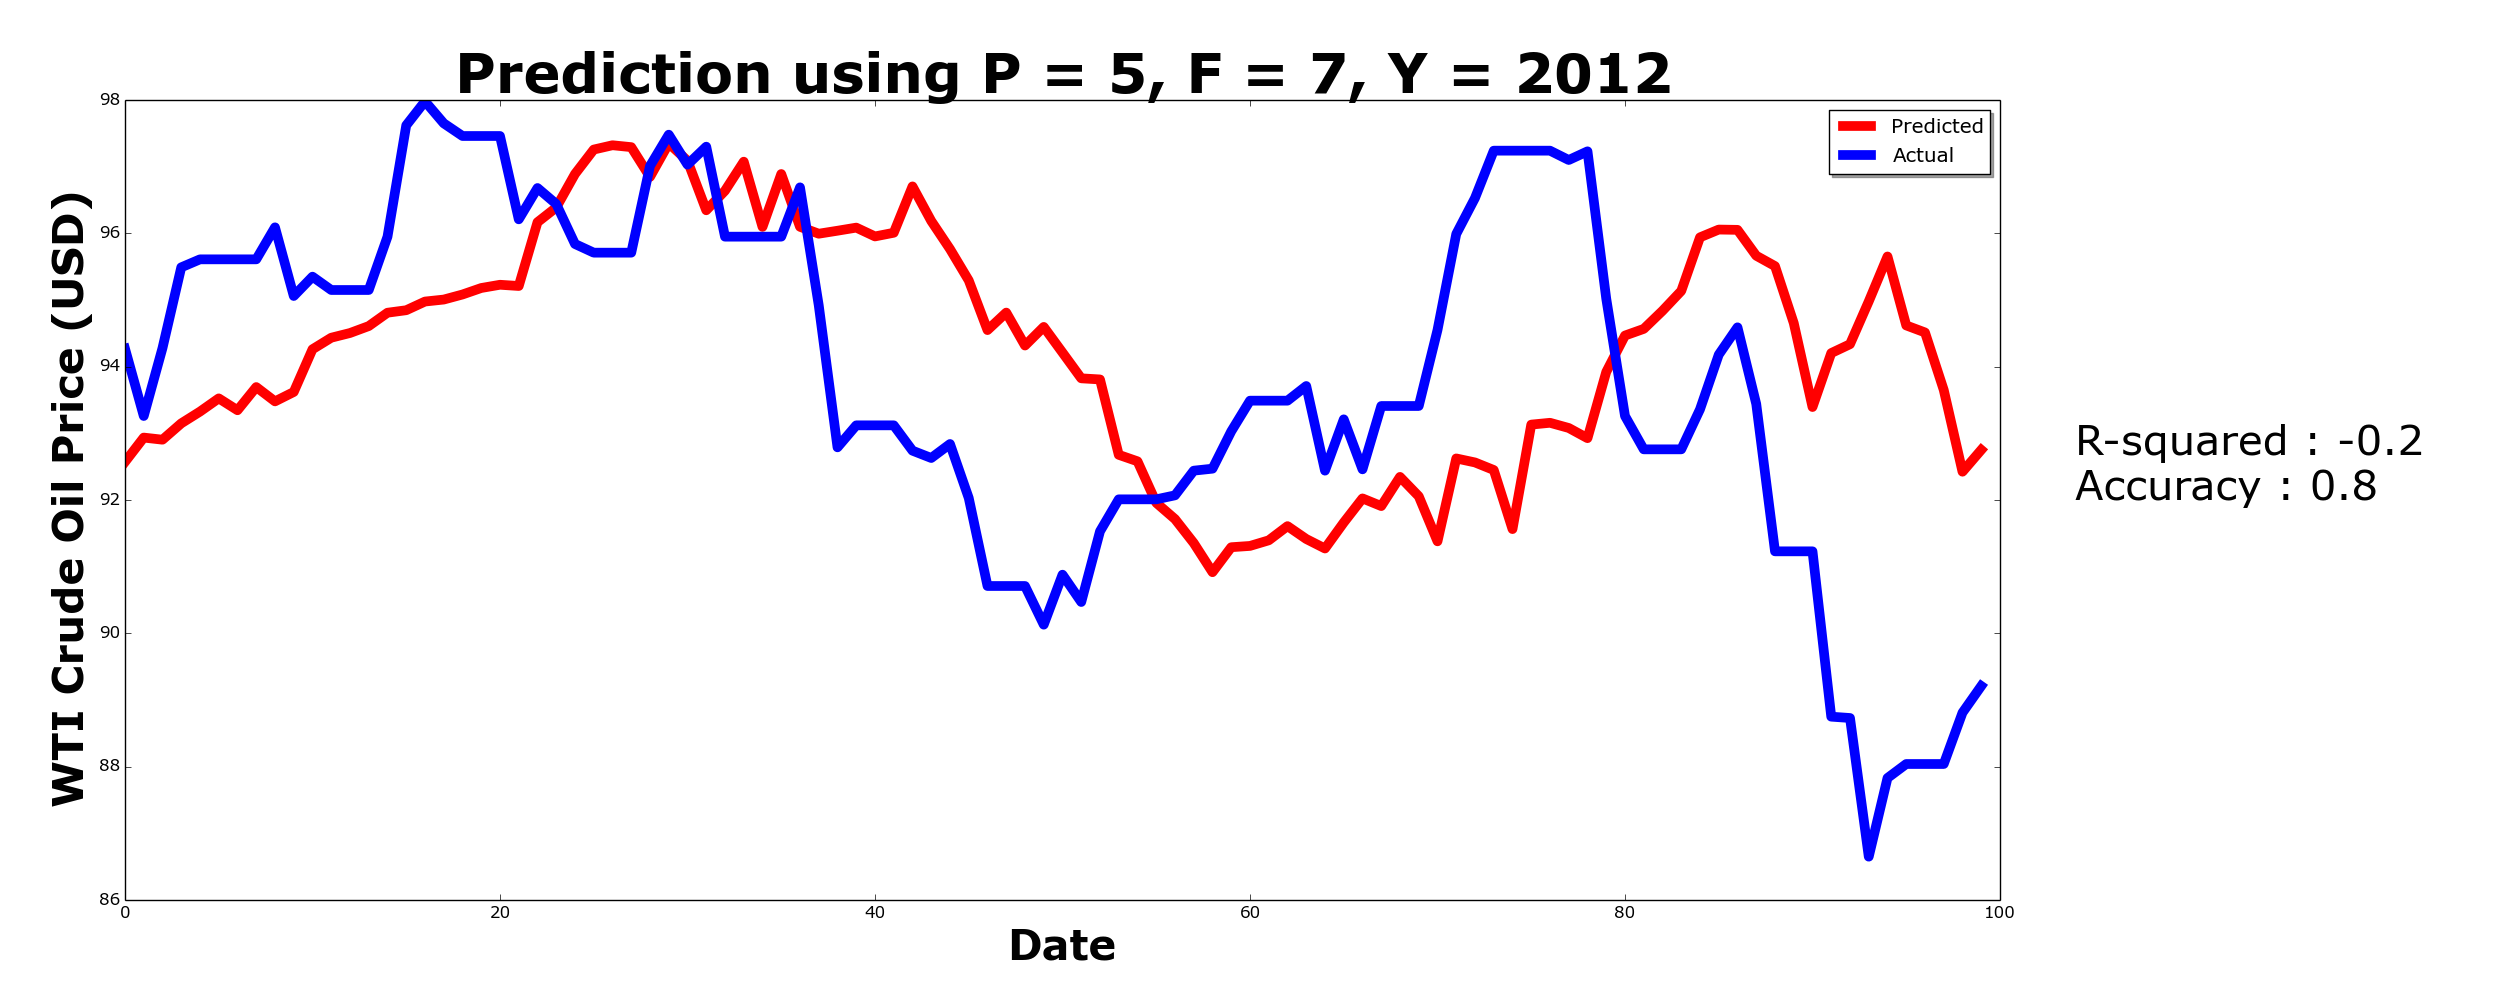 Prediction using P = 5, F = 7, Y = 2012
98
96
94
92
90
88
86
WTI Crude Oil Price (USD)
Predicted
Actual
R-squared : -0.2
Accuracy : 0.8
0 20 40 60 80 100
Date